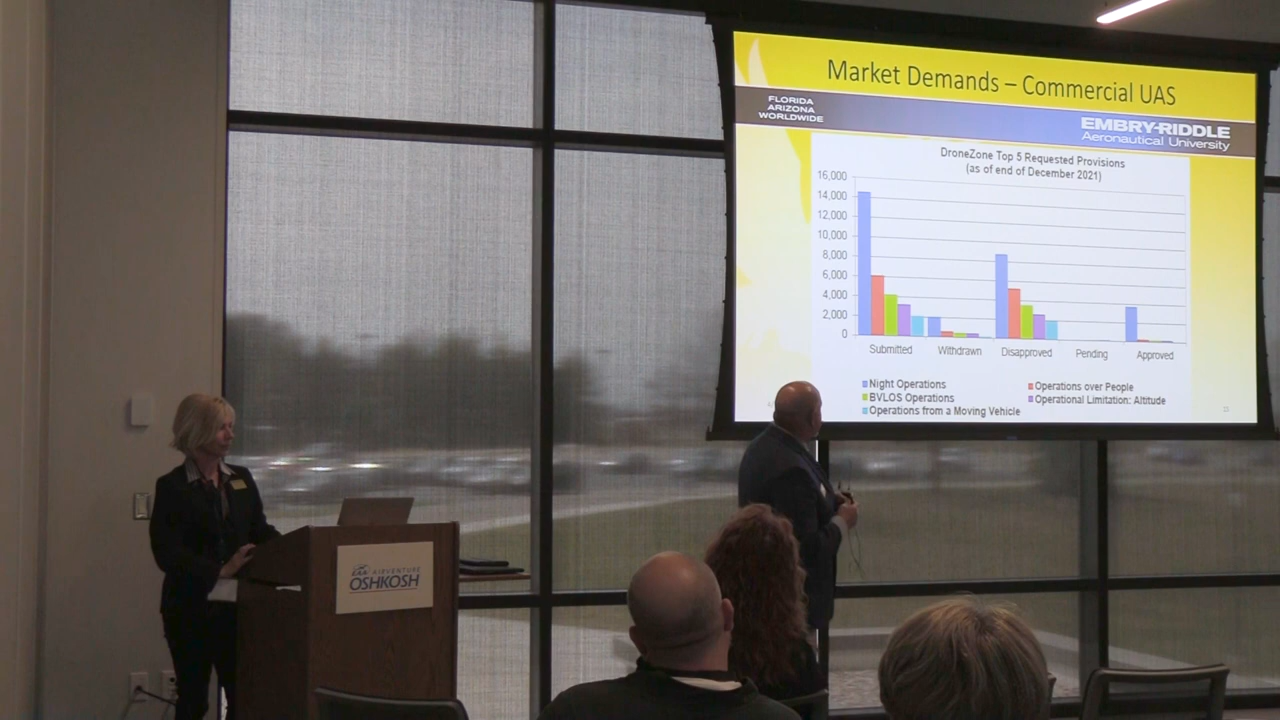 Market Demands – Commercial UAS
FLORIDA
ARIZONA
WORLDWIDE
EMBRY-RIDDLE
Aeronautical University
DroneZone Top 5 Requested Provisions
(as of end of December 2021)
16,000
14,000
12,000
10,000
8,000
6,000
4,000
2,000
0
Submitted Withdrawn Disapproved Pending Approved
Night Operations Operations over People
BVLOS Operations Operational Limitation: Altitude
Operations from a Moving Vehicle
EAA AIRVENTURE
OSHKOSH